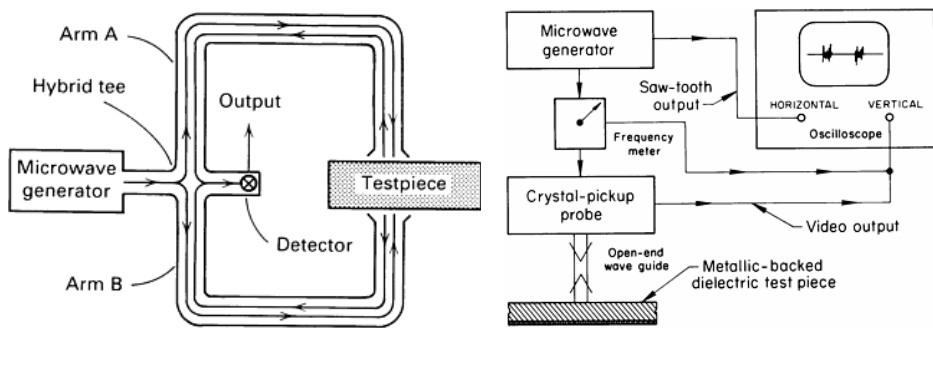 Arm A
Hybrid tee
Output
Microwave
generator
Testpiece
Detector
Arm B
Microwave
generator
Saw-tooth
output
HORIZONTAL
VERTICAL
Oscilloscope
Frequency
meter
Crystal-pickup
probe
Video output
Open-end
wave guide
Metallic-backed
dielectric test piece